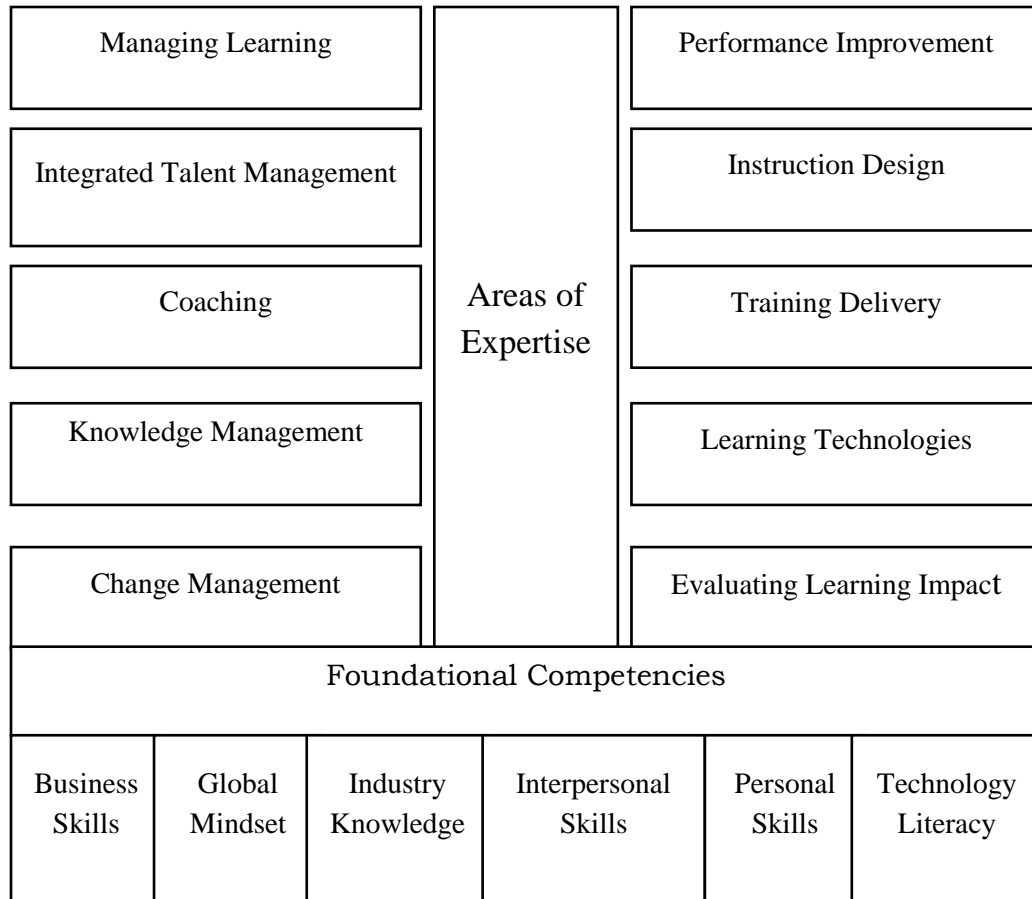 Managing Learning
Performance Improvement
Integrated Talent Management
Instruction Design
Coaching
Areas of
Expertise
Training Delivery
Knowledge Management
Learning Technologies
Change Management
Evaluating Learning Impact
Foundational Competencies
Business
Skills
Global
Mindset
Industry
Knowledge
Interpersonal
Skills
Personal
Skills
Technology
Literacy